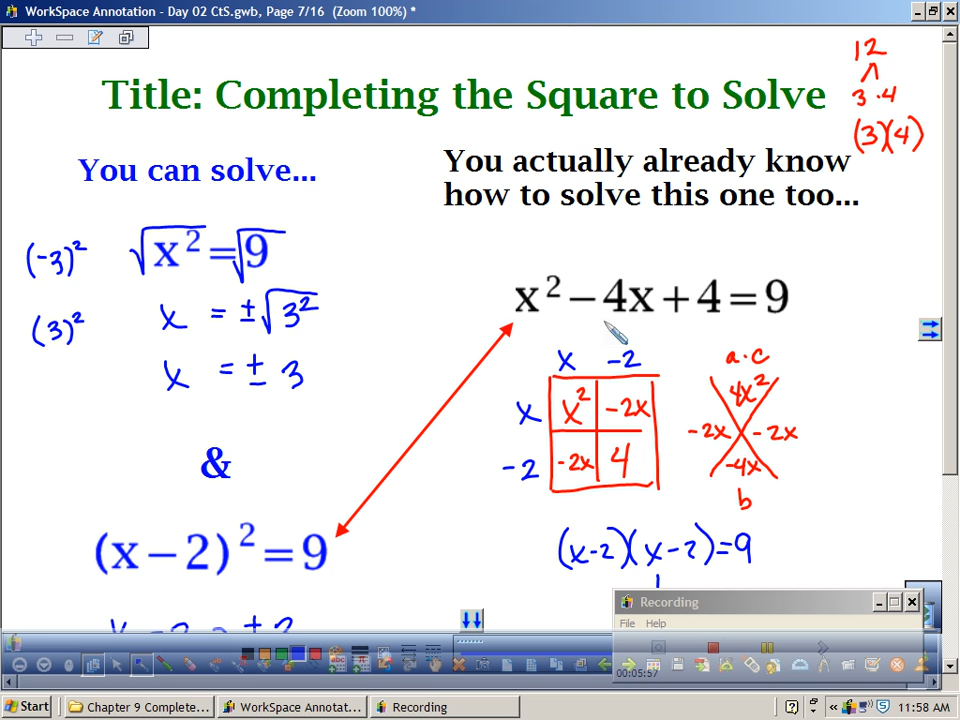 WorkSpace Annotation - Day 02 CtS.gwb, Page 7/16 (Zoom 100%) *
12
3 · 4
(3)(4)
Title: Completing the Square to Solve
You can solve...
(-3)²
√x² = √9
(3)²
x = ±√3²
x = ± 3
&
(x − 2)² = 9
You actually already know
how to solve this one too...
x² − 4x + 4 = 9
x -2
x x² -2x
-2 -2x 4
a·c
4x²
-2x -2x
-4x
b
(x-2)(x-2)=9
Recording
File Help
00:05:57
Start
Chapter 9 Complete...
WorkSpace Annotat...
Recording
11:58 AM